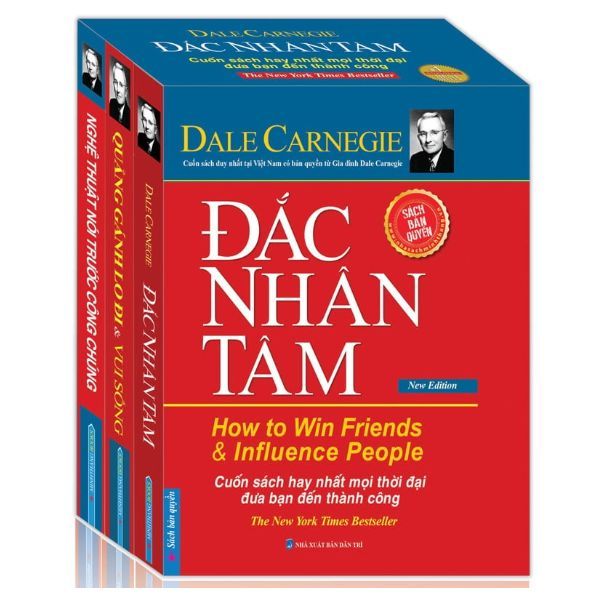 DALE CARNEGIE
ĐẮC NHÂN TÂM
Cuốn sách hay nhất mọi thời đại
đưa bạn đến thành công
The New York Times Bestseller
NGHỆ THUẬT NÓI TRƯỚC CÔNG CHÚNG
QUẲNG GÁNH LO ĐI & VUI SỐNG
DALE CARNEGIE
ĐẮC NHÂN TÂM
DALE CARNEGIE
Cuốn sách duy nhất tại Việt Nam có bản quyền từ Gia đình Dale Carnegie
SÁCH BẢN QUYỀN
ĐẮC
NHÂN
TÂM
New Edition
How to Win Friends
& Influence People
Cuốn sách hay nhất mọi thời đại
đưa bạn đến thành công
The New York Times Bestseller
Sách bản quyền
NHÀ XUẤT BẢN DÂN TRÍ